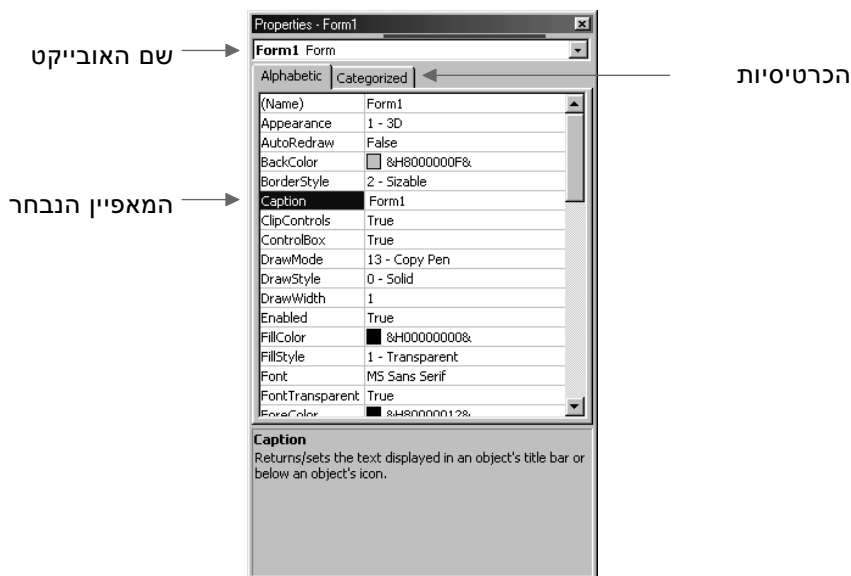 Properties - Form1
שם האובייקט
Form1 Form
Alphabetic Categorized
הכרטיסיות
(Name) Form1
Appearance 1 - 3D
AutoRedraw False
BackColor &H8000000F&
BorderStyle 2 - Sizable
המאפיין הנבחר
Caption Form1
ClipControls True
ControlBox True
DrawMode 13 - Copy Pen
DrawStyle 0 - Solid
DrawWidth 1
Enabled True
FillColor &H00000000&
FillStyle 1 - Transparent
Font MS Sans Serif
FontTransparent True
ForeColor &H80000012&
Caption
Returns/sets the text displayed in an object's title bar or
below an object's icon.